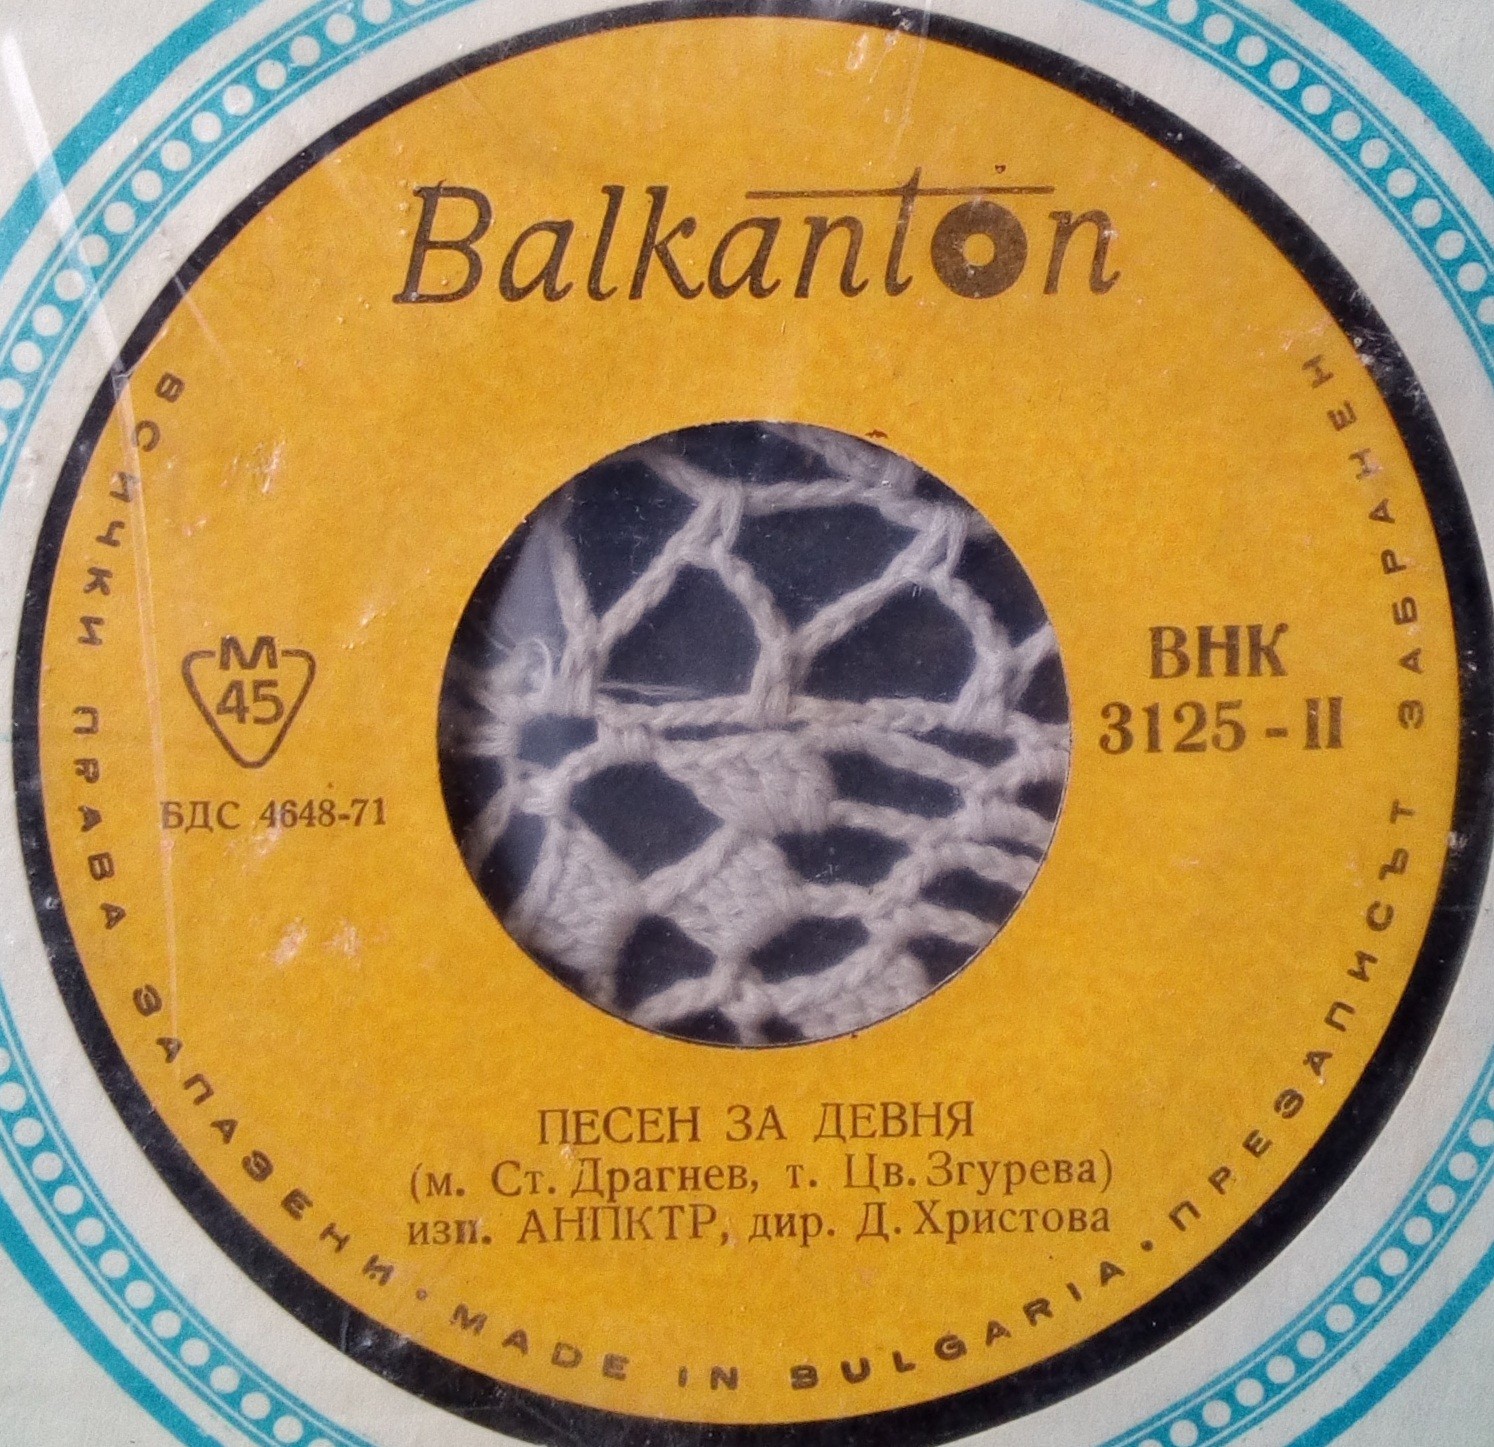 Balkanton
М
45
БДС 4648-71
ВНК
3125-II
ПЕСЕН ЗА ДЕВНЯ
(м. Ст. Драгнев, т. Цв. Згурева)
изп. АНПКТР, дир. Д. Христова
ВСИЧКИ ПРАВА ЗАПАЗЕНИ • MADE IN BULGARIA • ПРЕЗАПИСЪТ ЗАБРАНЕН